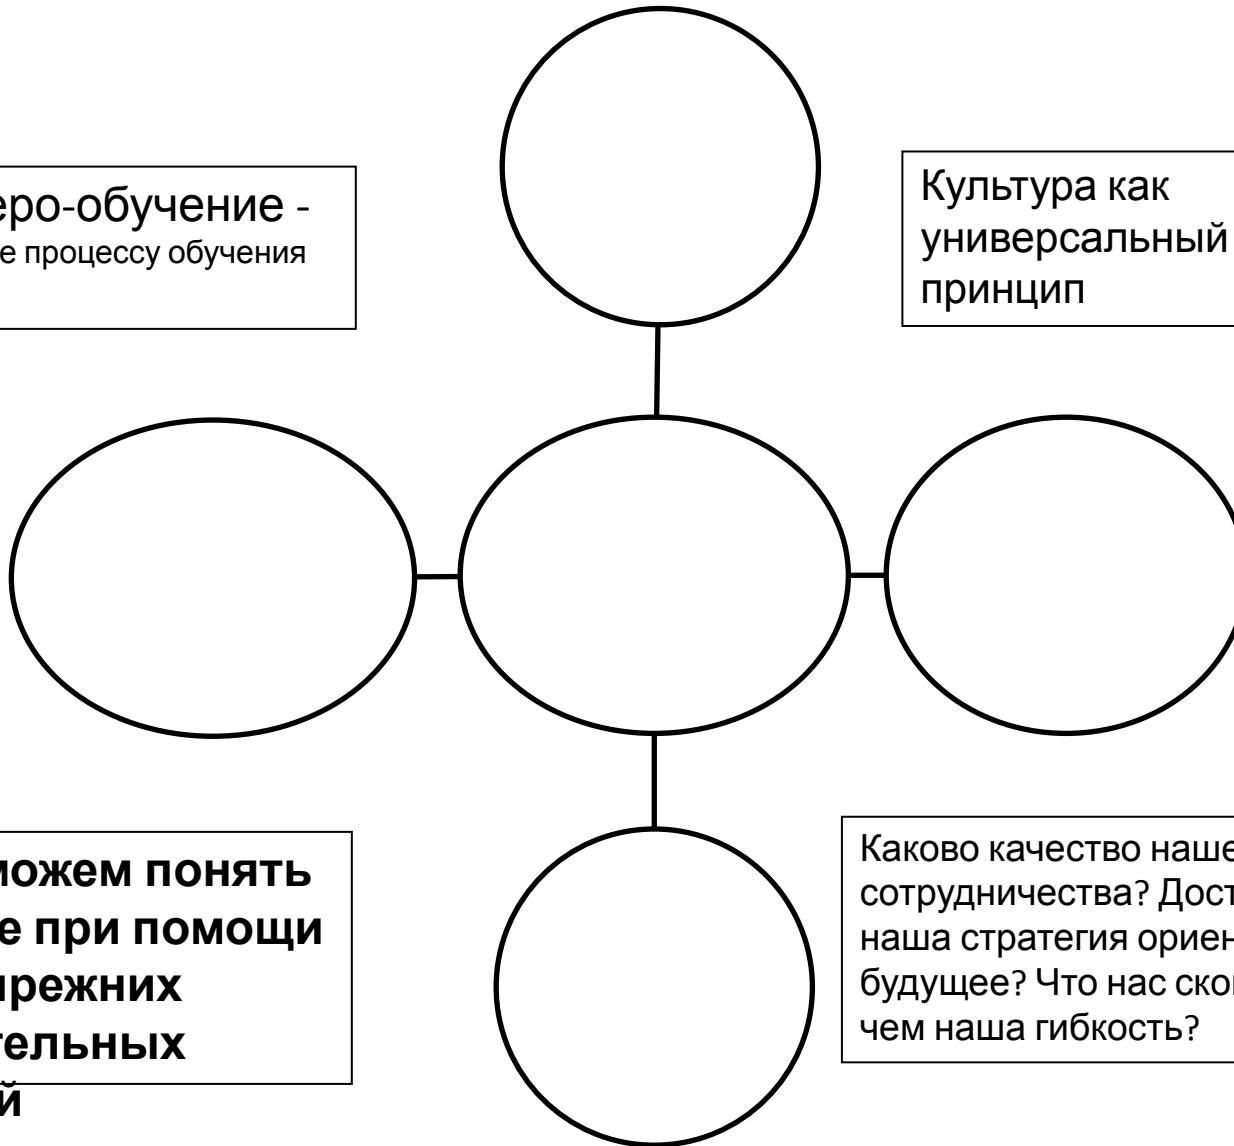 еро-обучение -
е процессу обучения
Культура как
универсальный
принцип
можем понять
е при помощи
прежних
тельных
й
Каково качество наше
сотрудничества? Дост
наша стратегия ориен
будущее? Что нас ско
чем наша гибкость?